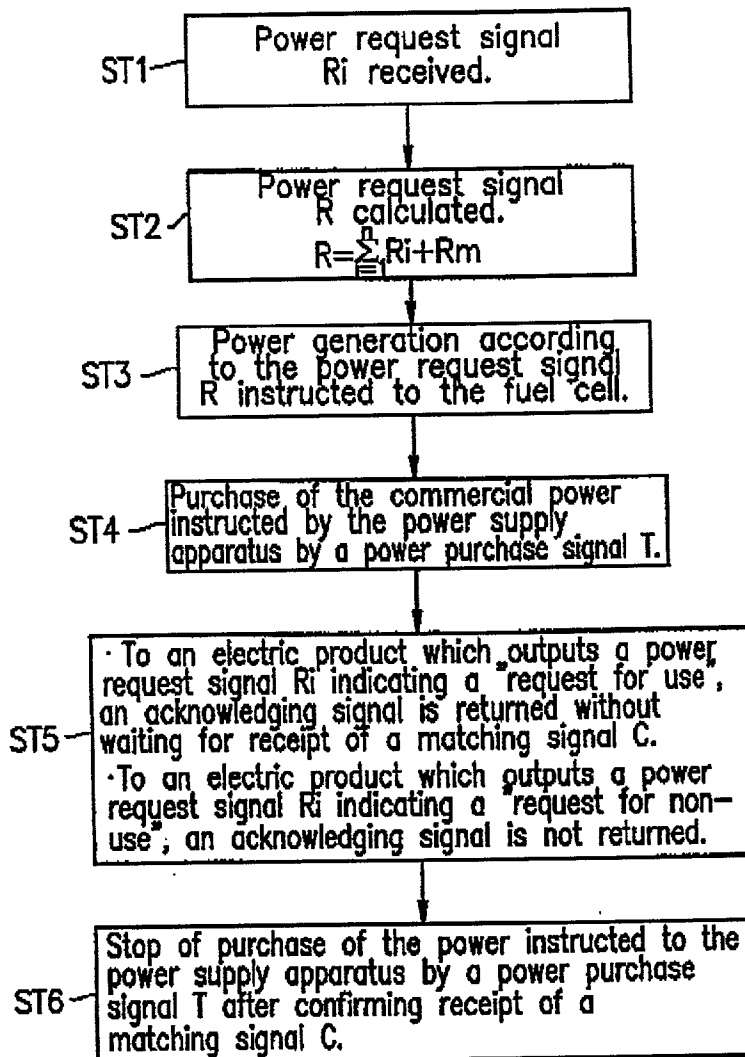 ST1
Power request signal
Ri received.
ST2
Power request signal
R calculated.
R=∑Ri+Rm
n
i=1
ST3
Power generation according
to the power request signal
R instructed to the fuel cell.
ST4
Purchase of the commercial power
instructed by the power supply
apparatus by a power purchase signal T.
ST5
·To an electric product which outputs a power
request signal Ri indicating a "request for use",
an acknowledging signal is returned without
waiting for receipt of a matching signal C.
·To an electric product which outputs a power
request signal Ri indicating a "request for non-
use", an acknowledging signal is not returned.
ST6
Stop of purchase of the power instructed to the
power supply apparatus by a power purchase
signal T after confirming receipt of a
matching signal C.